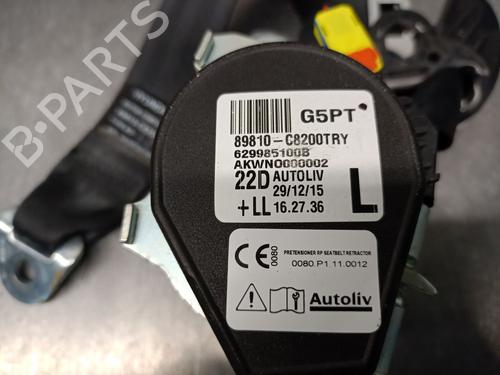 G5PT
89810-C8200TRY
629985100B
AKWN0000002
22D AUTOLIV
29/12/15
+LL 16.27.36 L
CE 0080
PRETENSIONER RP SEATBELT RETRACTOR
0080.P1.11.0012
Autoliv
B-PARTS